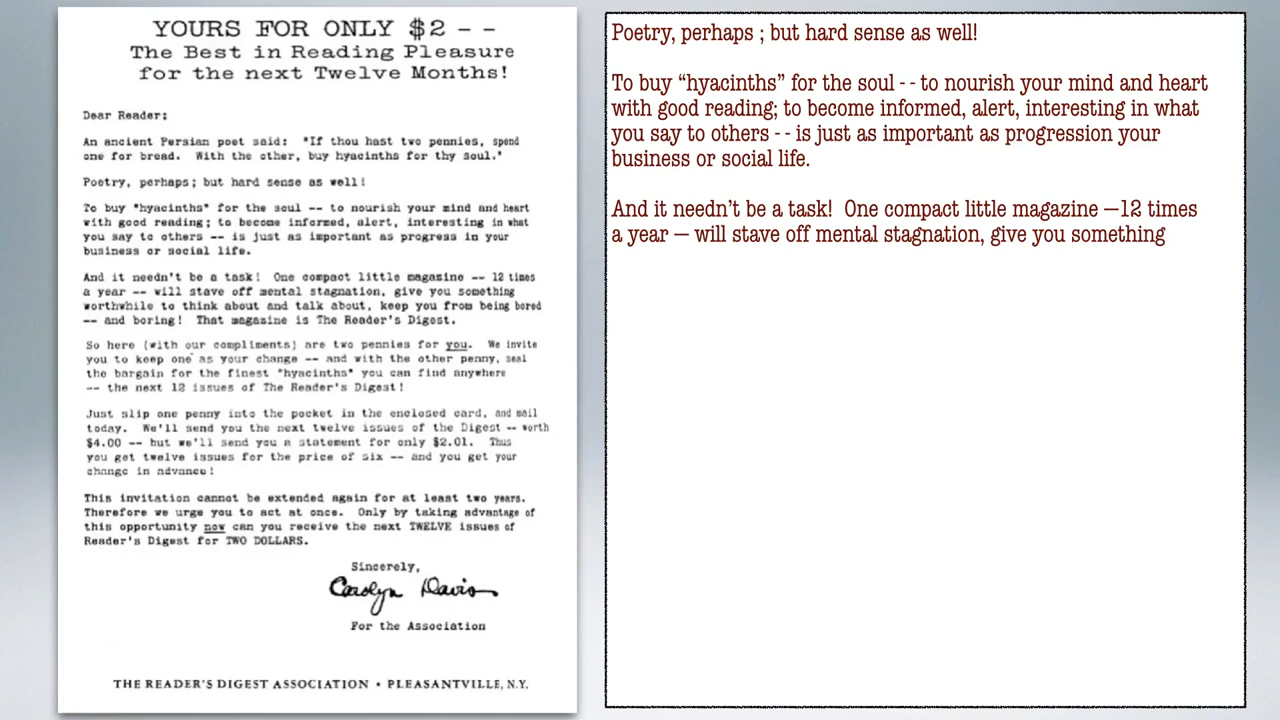 YOURS FOR ONLY $2 - -
The Best in Reading Pleasure
for the next Twelve Months!
Dear Reader:
An ancient Persian poet said: "If thou hast two pennies, spend
one for bread. With the other, buy hyacinths for thy soul."
Poetry, perhaps; but hard sense as well!
To buy "hyacinths" for the soul -- to nourish your mind and heart
with good reading; to become informed, alert, interesting in what
you say to others -- is just as important as progress in your
business or social life.
And it needn't be a task! One compact little magazine -- 12 times
a year -- will stave off mental stagnation, give you something
worthwhile to think about and talk about, keep you from being bored
-- and boring! That magazine is The Reader's Digest.
So here (with our compliments) are two pennies for you. We invite
you to keep one as your change -- and with the other penny, seal
the bargain for the finest "hyacinths" you can find anywhere
-- the next 12 issues of The Reader's Digest!
Just slip one penny into the pocket in the enclosed card, and mail
today. We'll send you the next twelve issues of the Digest -- worth
$4.00 -- but we'll send you a statement for only $2.01. Thus
you get twelve issues for the price of six -- and you get your
change in advance!
This invitation cannot be extended again for at least two years.
Therefore we urge you to act at once. Only by taking advantage of
this opportunity now can you receive the next TWELVE issues of
Reader's Digest for TWO DOLLARS.
Sincerely,
Carolyn Davis
For the Association
THE READER'S DIGEST ASSOCIATION • PLEASANTVILLE, N.Y.
Poetry, perhaps ; but hard sense as well!
To buy “hyacinths” for the soul - - to nourish your mind and heart
with good reading; to become informed, alert, interesting in what
you say to others - - is just as important as progression your
business or social life.
And it needn’t be a task! One compact little magazine —12 times
a year — will stave off mental stagnation, give you something